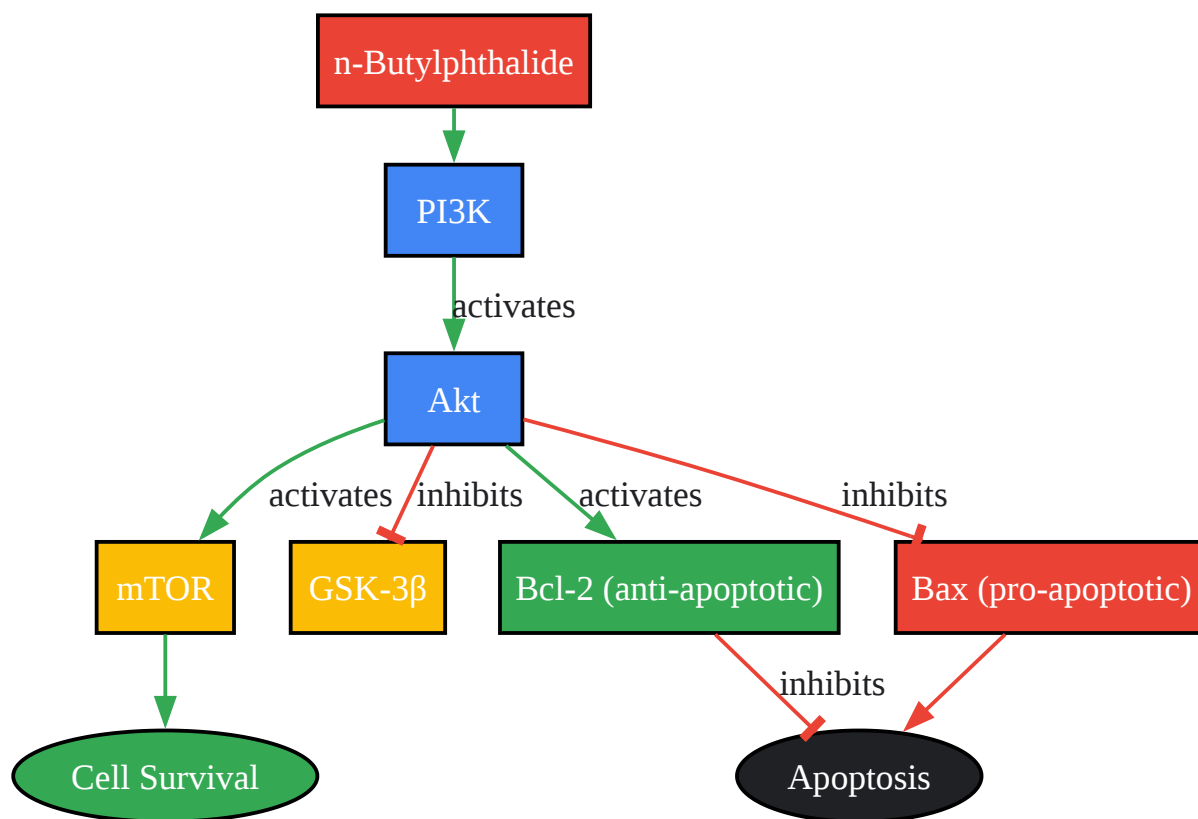 n-Butylphthalide
PI3K
activates
Akt
activates
inhibits
activates
inhibits
mTOR
GSK-3β
Bcl-2 (anti-apoptotic)
Bax (pro-apoptotic)
inhibits
Cell Survival
Apoptosis